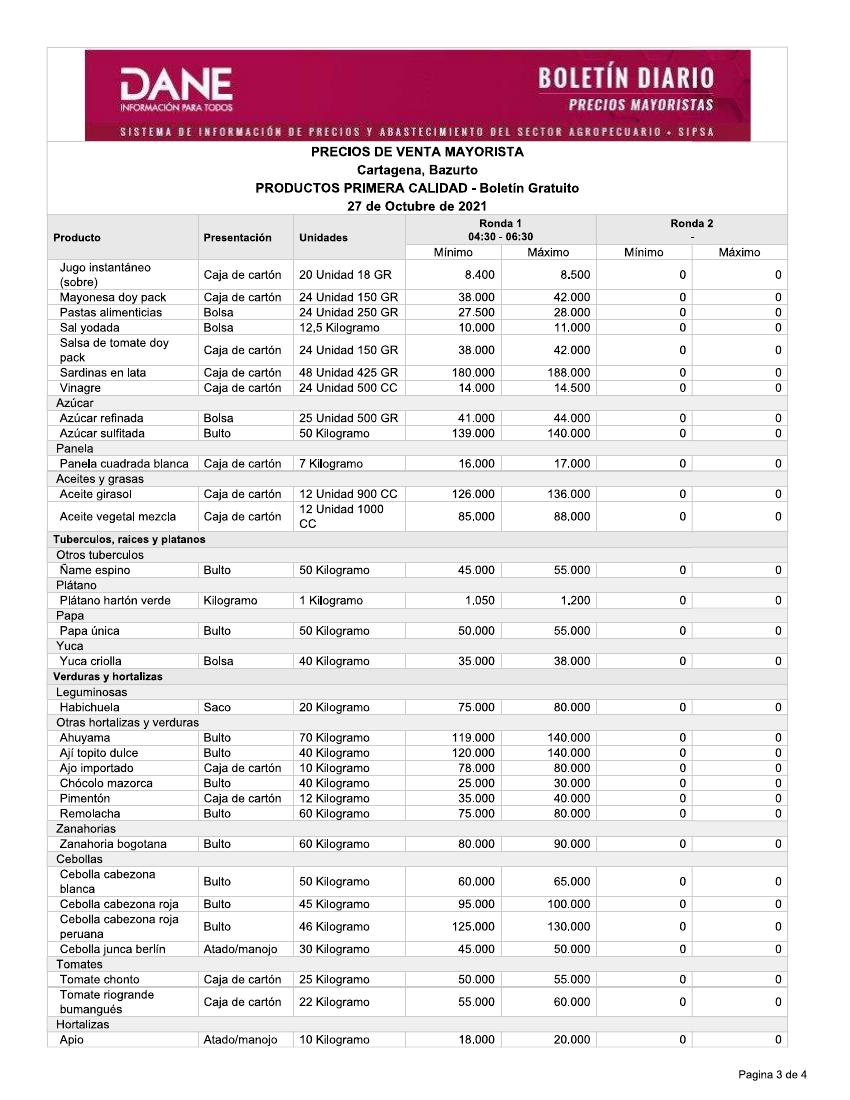 DANE
INFORMACIÓN PARA TODOS
BOLETÍN DIARIO
PRECIOS MAYORISTAS
SISTEMA DE INFORMACIÓN DE PRECIOS Y ABASTECIMIENTO DEL SECTOR AGROPECUARIO • SIPSA
PRECIOS DE VENTA MAYORISTA
Cartagena, Bazurto
PRODUCTOS PRIMERA CALIDAD - Boletín Gratuito
27 de Octubre de 2021
Producto Presentación Unidades Ronda 1 Ronda 2
04:30 - 06:30 -
Mínimo Máximo Mínimo Máximo
Jugo instantáneo
(sobre) Caja de cartón 20 Unidad 18 GR 8.400 8.500 0 0
Mayonesa doy pack Caja de cartón 24 Unidad 150 GR 38.000 42.000 0 0
Pastas alimenticias Bolsa 24 Unidad 250 GR 27.500 28.000 0 0
Sal yodada Bolsa 12,5 Kilogramo 10.000 11.000 0 0
Salsa de tomate doy
pack Caja de cartón 24 Unidad 150 GR 38.000 42.000 0 0
Sardinas en lata Caja de cartón 48 Unidad 425 GR 180.000 188.000 0 0
Vinagre Caja de cartón 24 Unidad 500 CC 14.000 14.500 0 0
Azúcar
Azúcar refinada Bolsa 25 Unidad 500 GR 41.000 44.000 0 0
Azúcar sulfitada Bulto 50 Kilogramo 139.000 140.000 0 0
Panela
Panela cuadrada blanca Caja de cartón 7 Kilogramo 16.000 17.000 0 0
Aceites y grasas
Aceite girasol Caja de cartón 12 Unidad 900 CC 126.000 136.000 0 0
Aceite vegetal mezcla Caja de cartón 12 Unidad 1000
CC 85.000 88.000 0 0
Tuberculos, raices y platanos
Otros tuberculos
Ñame espino Bulto 50 Kilogramo 45.000 55.000 0 0
Plátano
Plátano hartón verde Kilogramo 1 Kilogramo 1.050 1.200 0 0
Papa
Papa única Bulto 50 Kilogramo 50.000 55.000 0 0
Yuca
Yuca criolla Bolsa 40 Kilogramo 35.000 38.000 0 0
Verduras y hortalizas
Leguminosas
Habichuela Saco 20 Kilogramo 75.000 80.000 0 0
Otras hortalizas y verduras
Ahuyama Bulto 70 Kilogramo 119.000 140.000 0 0
Ají topito dulce Bulto 40 Kilogramo 120.000 140.000 0 0
Ajo importado Caja de cartón 10 Kilogramo 78.000 80.000 0 0
Chócolo mazorca Bulto 40 Kilogramo 25.000 30.000 0 0
Pimentón Caja de cartón 12 Kilogramo 35.000 40.000 0 0
Remolacha Bulto 60 Kilogramo 75.000 80.000 0 0
Zanahorias
Zanahoria bogotana Bulto 60 Kilogramo 80.000 90.000 0 0
Cebollas
Cebolla cabezona
blanca Bulto 50 Kilogramo 60.000 65.000 0 0
Cebolla cabezona roja Bulto 45 Kilogramo 95.000 100.000 0 0
Cebolla cabezona roja
peruana Bulto 46 Kilogramo 125.000 130.000 0 0
Cebolla junca berlín Atado/manojo 30 Kilogramo 45.000 50.000 0 0
Tomates
Tomate chonto Caja de cartón 25 Kilogramo 50.000 55.000 0 0
Tomate riogrande
bumangués Caja de cartón 22 Kilogramo 55.000 60.000 0 0
Hortalizas
Apio Atado/manojo 10 Kilogramo 18.000 20.000 0 0
Pagina 3 de 4